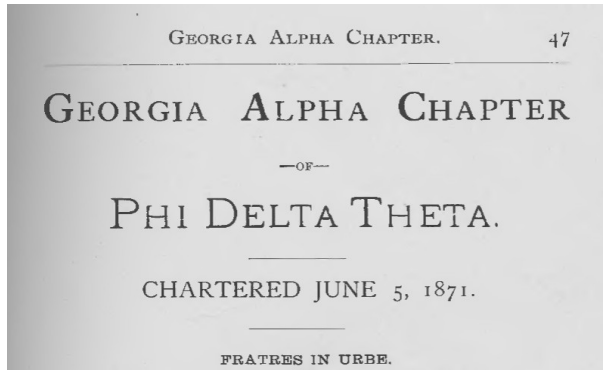 GEORGIA ALPHA CHAPTER. 47
GEORGIA ALPHA CHAPTER
—OF—
PHI DELTA THETA.
CHARTERED JUNE 5, 1871.
FRATRES IN URBE.